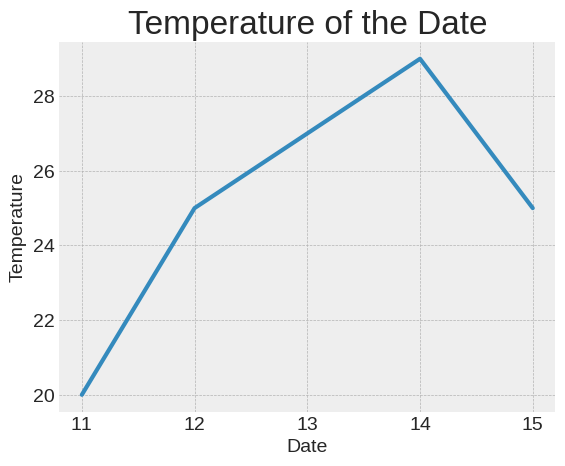 Temperature of the Date
Temperature
28
26
24
22
20
11 12 13 14 15
Date